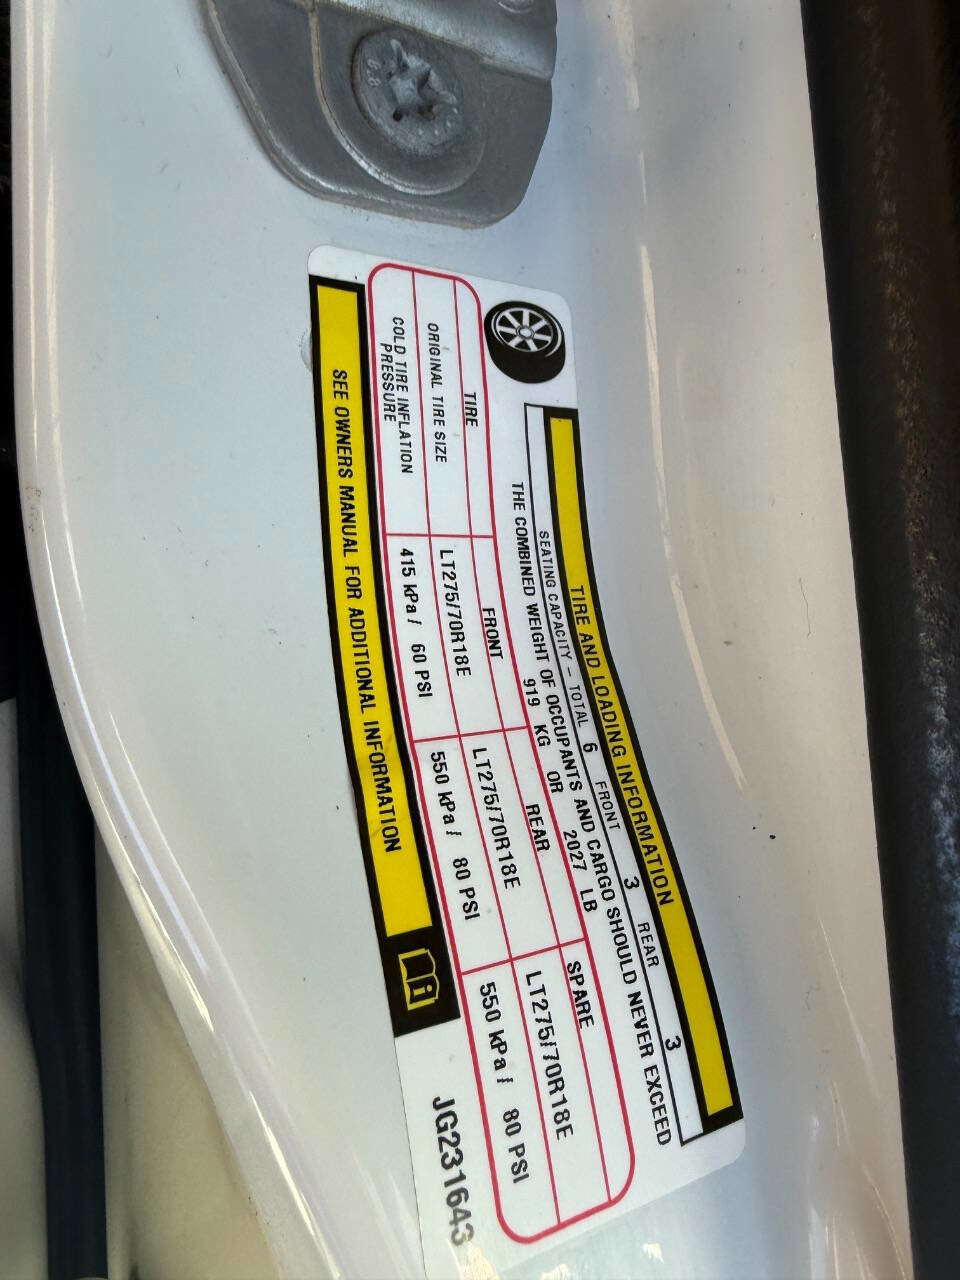 8.8
TIRE AND LOADING INFORMATION
SEATING CAPACITY - TOTAL 6 FRONT 3 REAR 3
THE COMBINED WEIGHT OF OCCUPANTS AND CARGO SHOULD NEVER EXCEED
919 KG OR 2027 LB
TIRE FRONT REAR SPARE
ORIGINAL TIRE SIZE LT275/70R18E LT275/70R18E LT275/70R18E
COLD TIRE INFLATION PRESSURE 415 kPa / 60 PSI 550 kPa / 80 PSI 550 kPa / 80 PSI
SEE OWNERS MANUAL FOR ADDITIONAL INFORMATION
JG231643